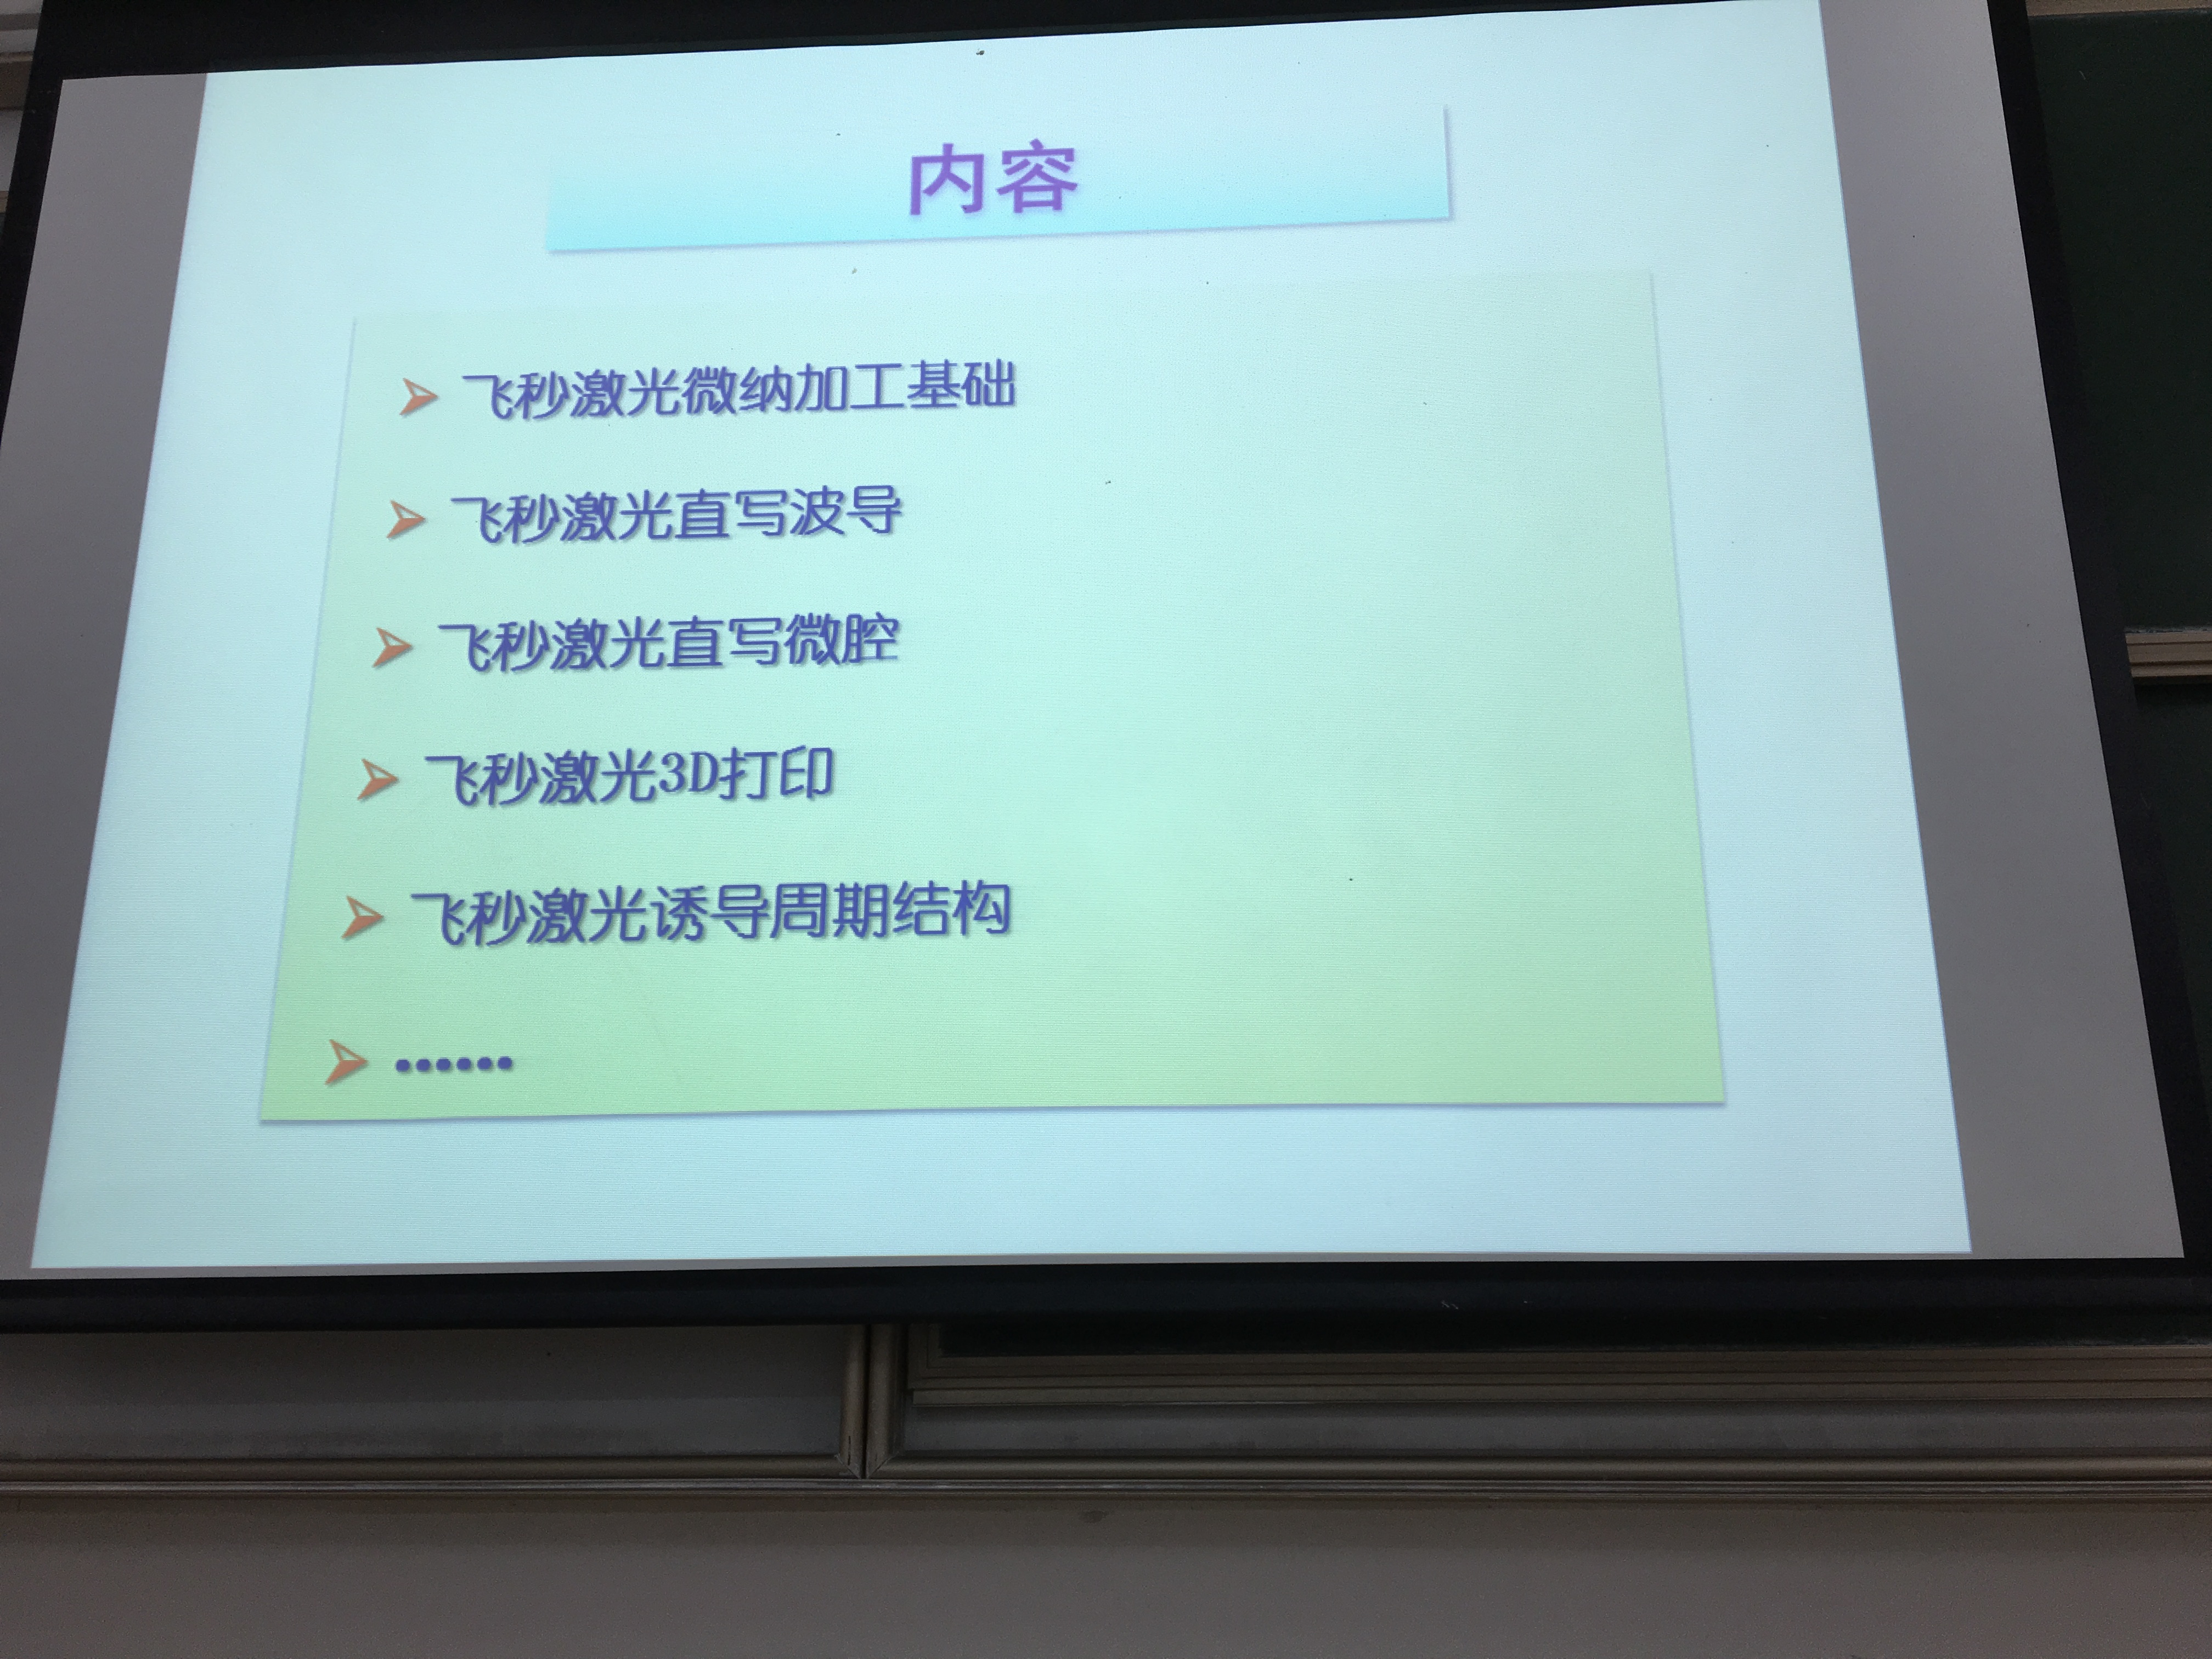 内容
➢ 飞秒激光微纳加工基础
➢ 飞秒激光直写波导
➢ 飞秒激光直写微腔
➢ 飞秒激光3D打印
➢ 飞秒激光诱导周期结构
➢ ……